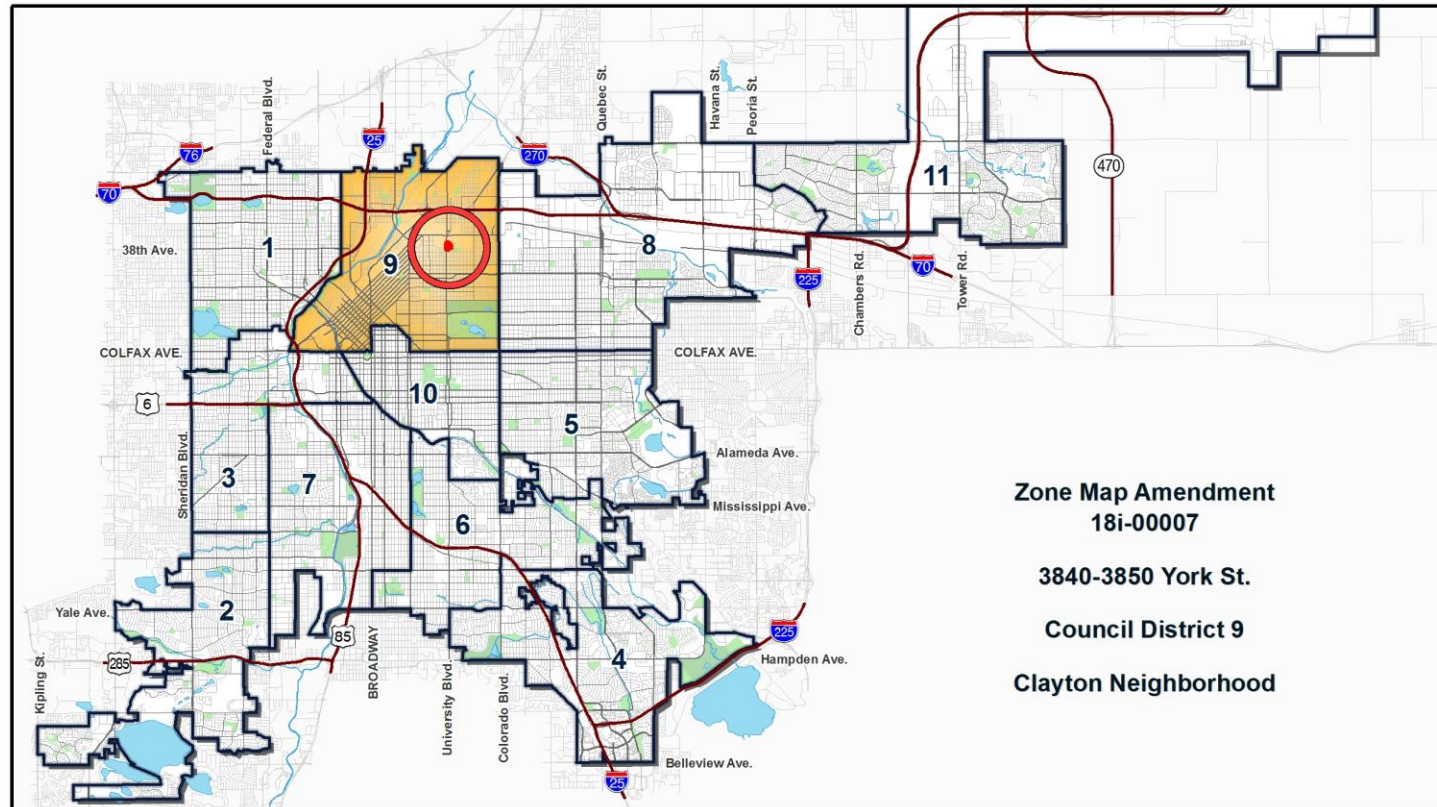 Federal Blvd.
25
Quebec St.
Havana St.
Peoria St.
76
270
70
470
11
38th Ave.
1
9
8
225
Chambers Rd.
70
Tower Rd.
COLFAX AVE.
COLFAX AVE.
6
10
5
Sheridan Blvd.
3
7
Alameda Ave.
Mississippi Ave.
6
Zone Map Amendment
18i-00007
3840-3850 York St.
Council District 9
Clayton Neighborhood
Yale Ave.
2
85
225
285
Kipling St.
BROADWAY
University Blvd.
Colorado Blvd.
4
Hampden Ave.
Belleview Ave.
25